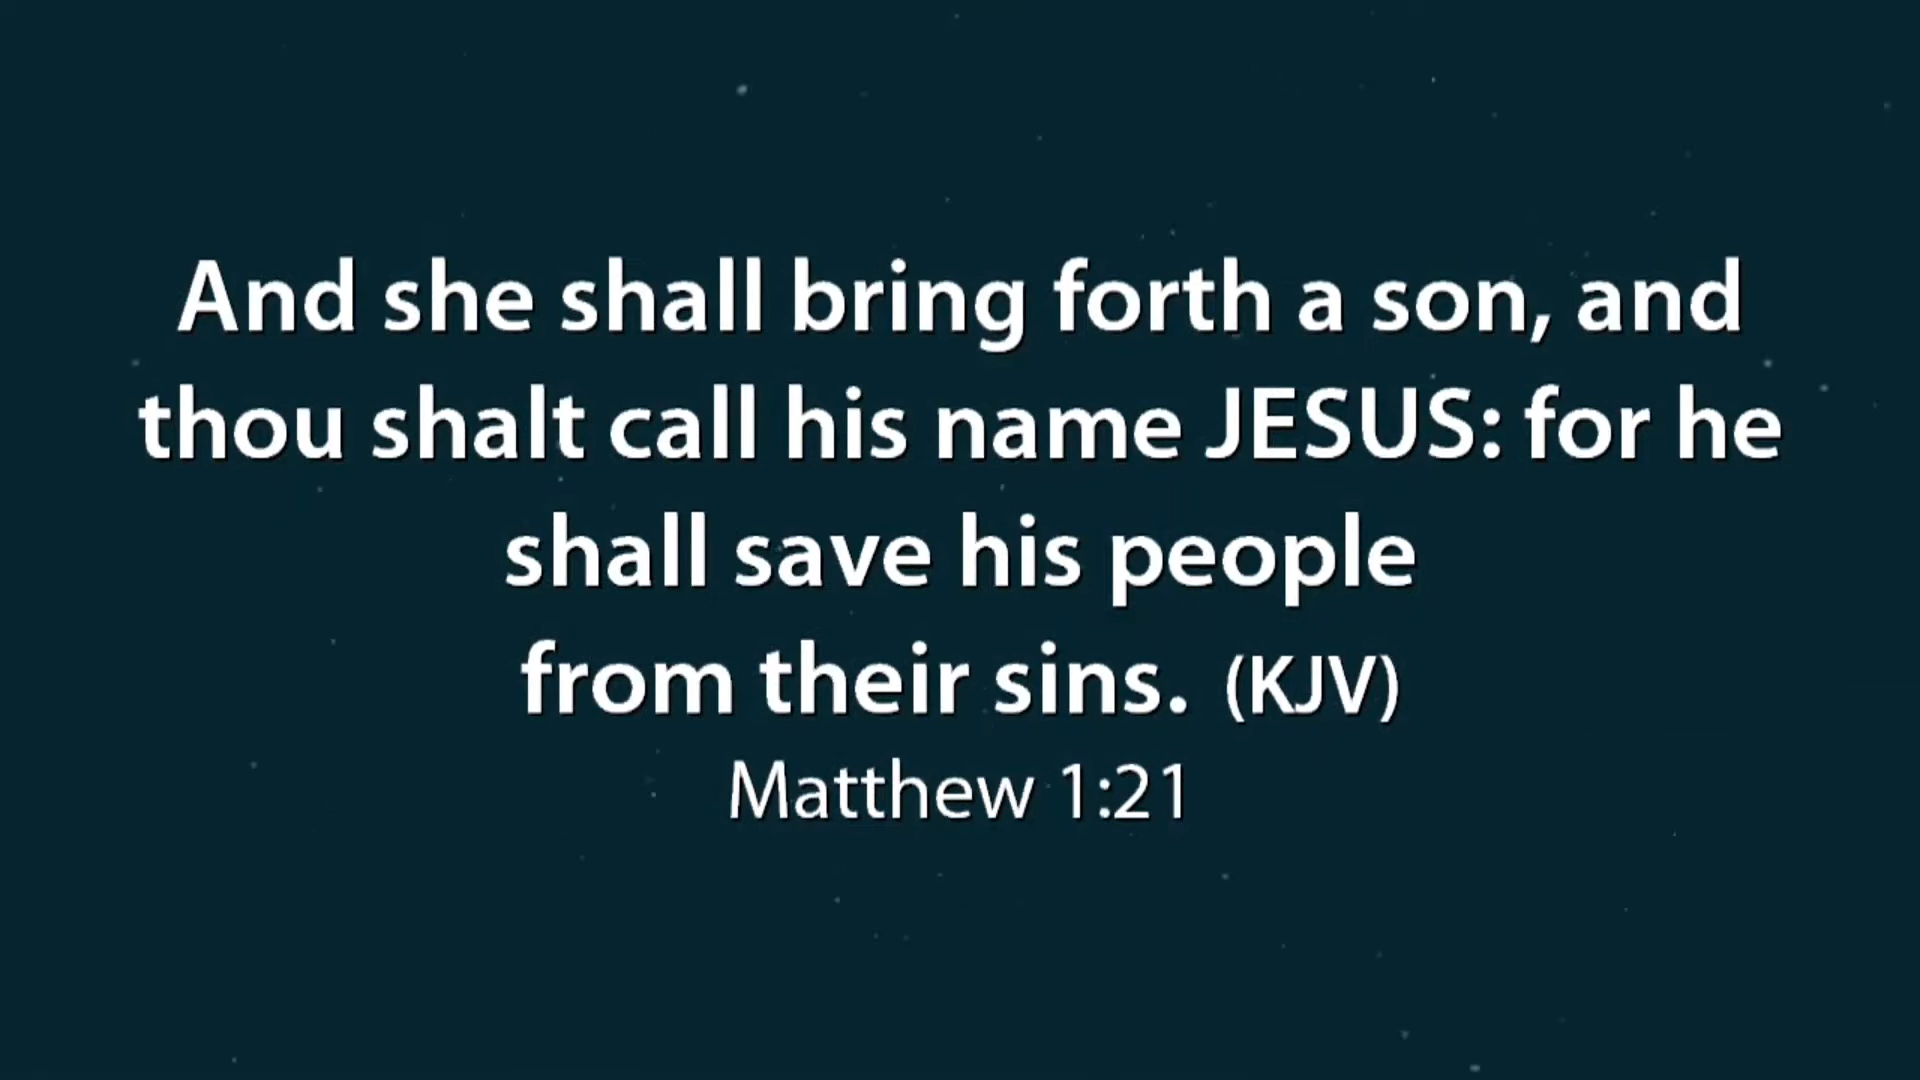 And she shall bring forth a son, and
thou shalt call his name JESUS: for he
shall save his people
from their sins. (KJV)
Matthew 1:21